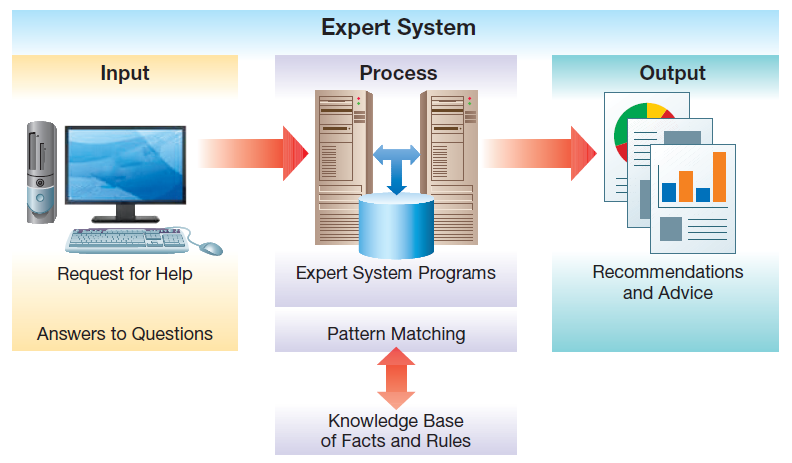 Expert System
Input
Process
Output
Request for Help
Answers to Questions
Expert System Programs
Pattern Matching
Knowledge Base
of Facts and Rules
Recommendations
and Advice